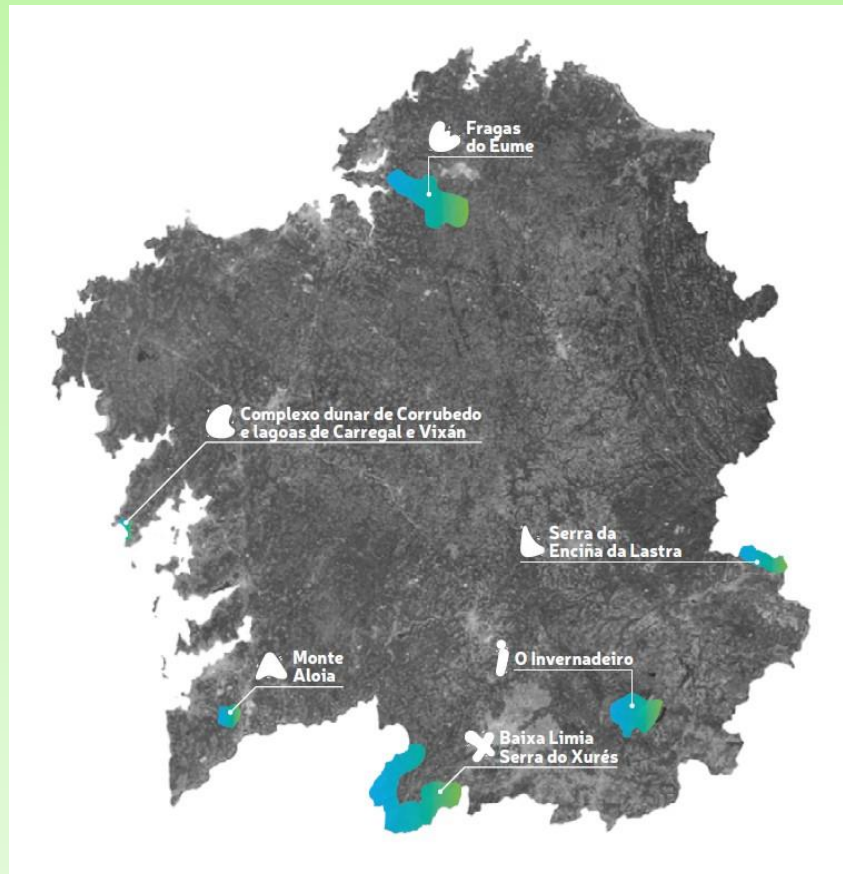 Fragas
do Eume
Complexo dunar de Corrubedo
e lagoas de Carregal e Vixán
Serra da
Enciña da Lastra
Monte
Aloia
O Invernadeiro
Baixa Limia
Serra do Xurés